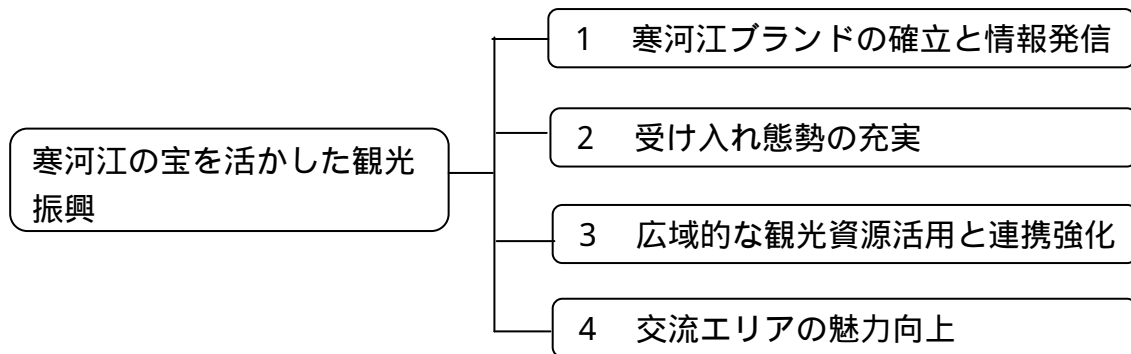 寒河江の宝を活かした観光
振興
1　寒河江ブランドの確立と情報発信
2　受け入れ態勢の充実
3　広域的な観光資源活用と連携強化
4　交流エリアの魅力向上